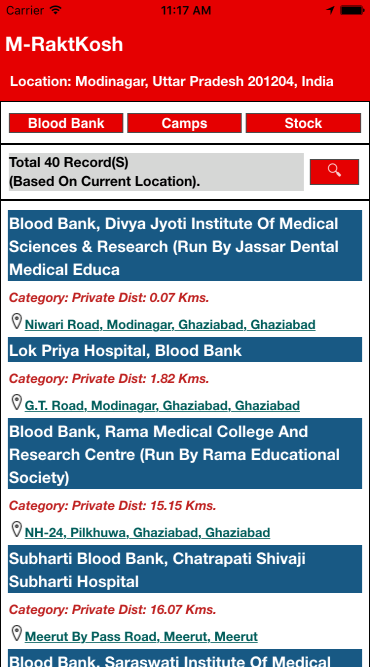 Carrier 11:17 AM
M-RaktKosh
Location: Modinagar, Uttar Pradesh 201204, India
Blood Bank Camps Stock
Total 40 Record(S)
(Based On Current Location).
Blood Bank, Divya Jyoti Institute Of Medical
Sciences & Research (Run By Jassar Dental
Medical Educa
Category: Private Dist: 0.07 Kms.
Niwari Road, Modinagar, Ghaziabad, Ghaziabad
Lok Priya Hospital, Blood Bank
Category: Private Dist: 1.82 Kms.
G.T. Road, Modinagar, Ghaziabad, Ghaziabad
Blood Bank, Rama Medical College And
Research Centre (Run By Rama Educational
Society)
Category: Private Dist: 15.15 Kms.
NH-24, Pilkhuwa, Ghaziabad, Ghaziabad
Subharti Blood Bank, Chatrapati Shivaji
Subharti Hospital
Category: Private Dist: 16.07 Kms.
Meerut By Pass Road, Meerut, Meerut
Blood Bank, Saraswati Institute Of Medical